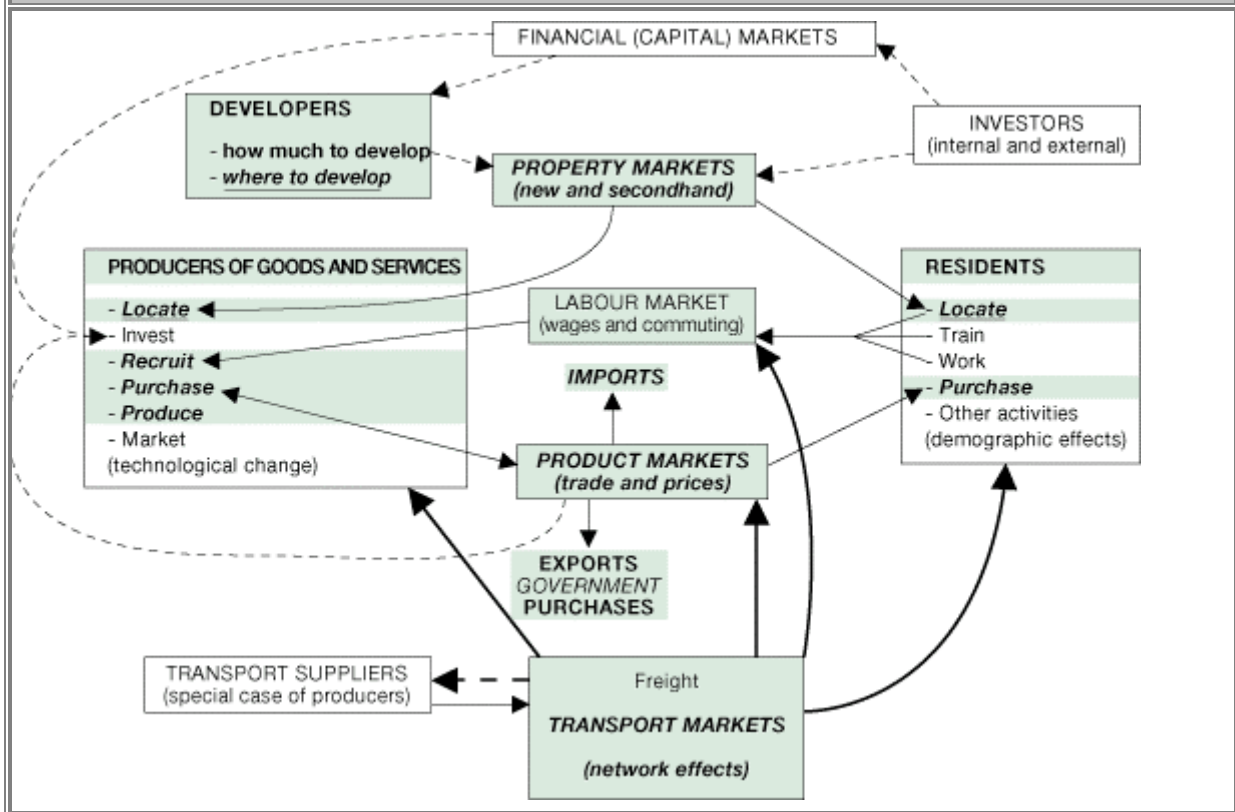 FINANCIAL (CAPITAL) MARKETS
DEVELOPERS
- how much to develop
- where to develop
INVESTORS
(internal and external)
PROPERTY MARKETS
(new and secondhand)
PRODUCERS OF GOODS AND SERVICES
- Locate
- Invest
- Recruit
- Purchase
- Produce
- Market
(technological change)
LABOUR MARKET
(wages and commuting)
RESIDENTS
- Locate
- Train
- Work
- Purchase
- Other activities
(demographic effects)
IMPORTS
PRODUCT MARKETS
(trade and prices)
EXPORTS
GOVERNMENT
PURCHASES
TRANSPORT SUPPLIERS
(special case of producers)
Freight
TRANSPORT MARKETS
(network effects)